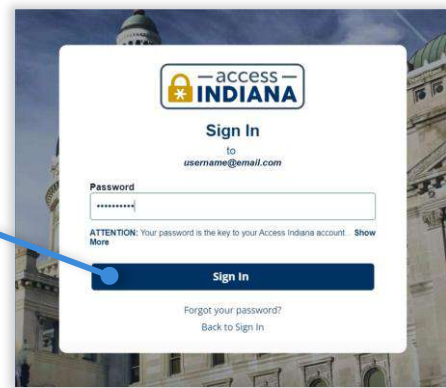 access
INDIANA
Sign In
to
username@email.com
Password
••••••••••
ATTENTION: Your password is the key to your Access Indiana account. Show
More
Sign In
Forgot your password?
Back to Sign In